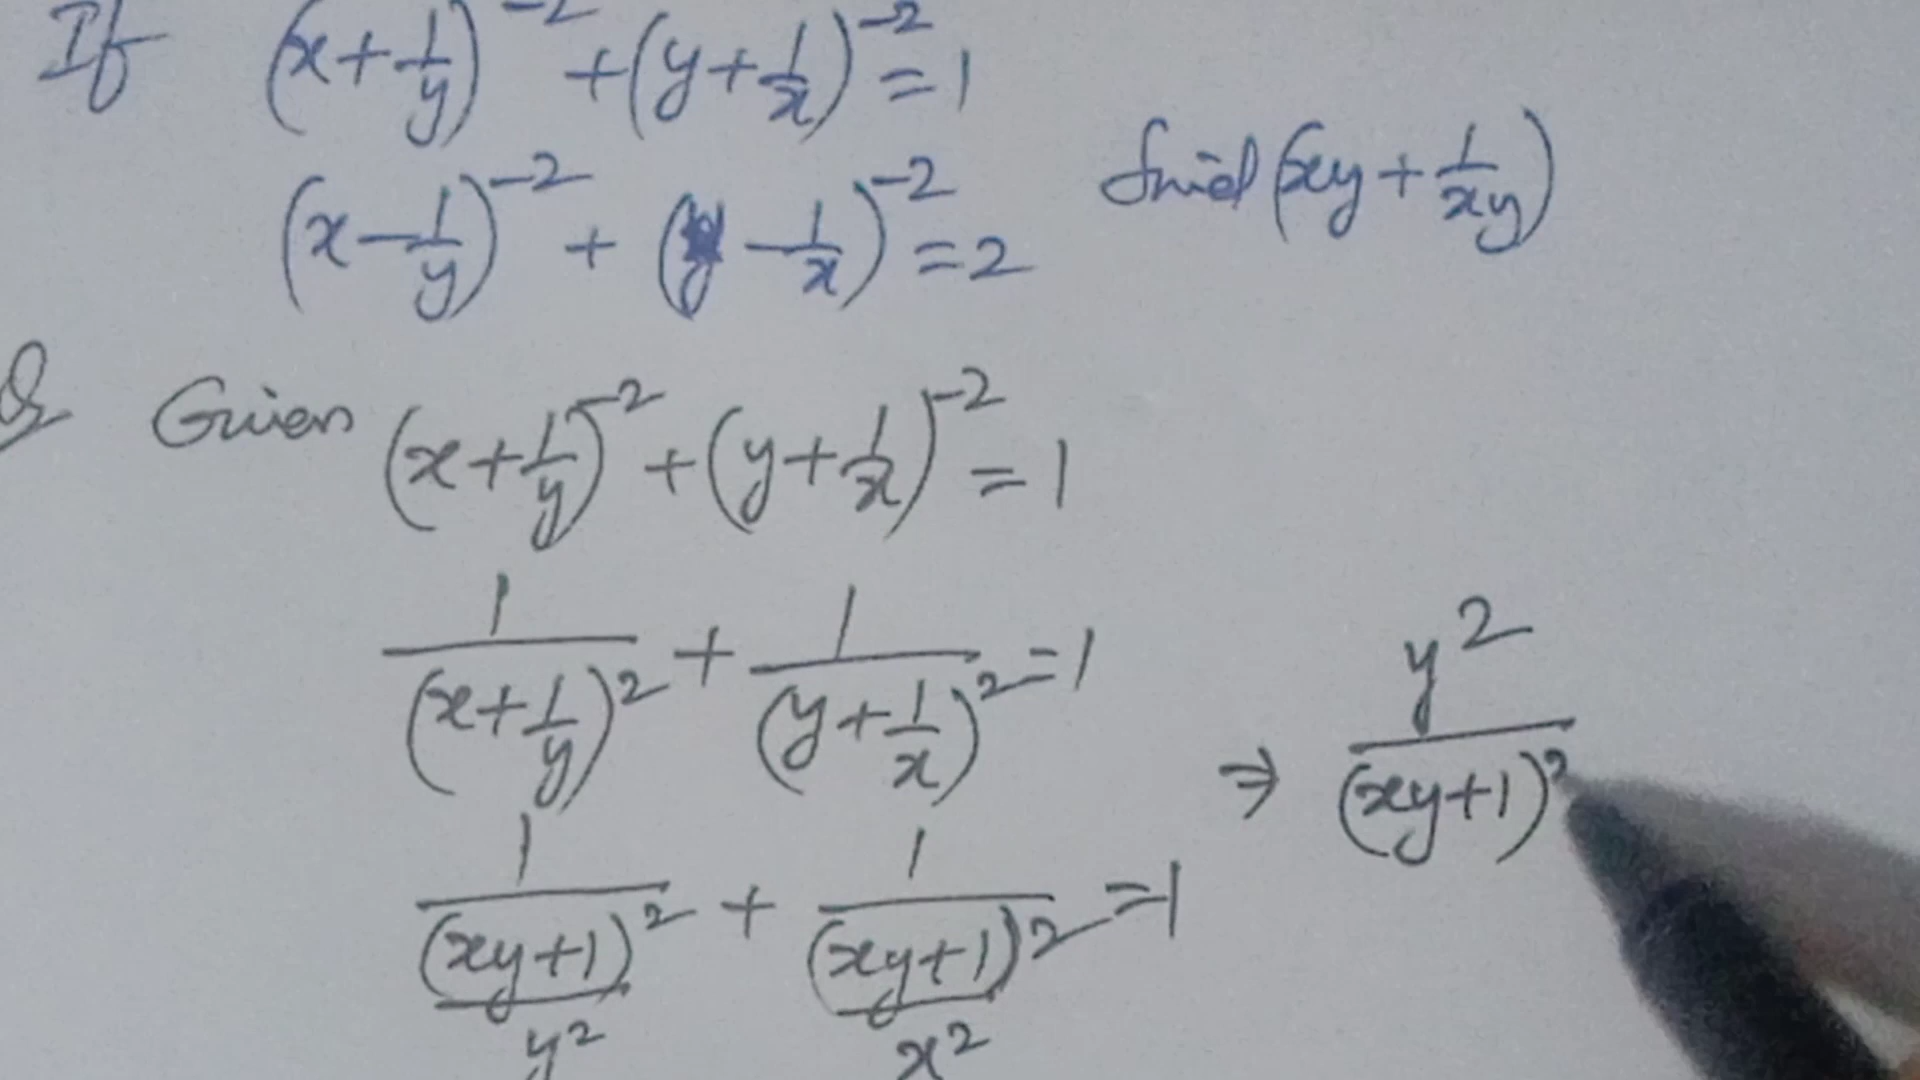 If (x + 1/y)^-2 + (y + 1/x)^-2 = 1
(x - 1/y)^-2 + (y - 1/x)^-2 = 2 find (xy + 1/xy)
Given (x + 1/y)^-2 + (y + 1/x)^-2 = 1
1/(x + 1/y)^2 + 1/(y + 1/x)^2 = 1
1/((xy+1)^2/y^2) + 1/((xy+1)^2/x^2) = 1
⇒ y^2/(xy+1)^2